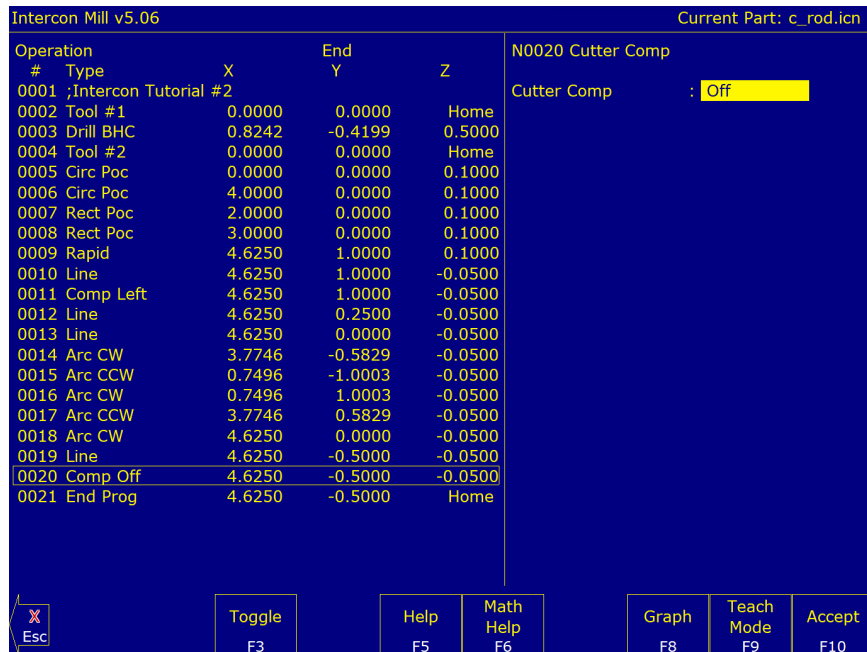 Intercon Mill v5.06 Current Part: c_rod.icn
Operation End
# Type X Y Z
0001 ;Intercon Tutorial #2
0002 Tool #1 0.0000 0.0000 Home
0003 Drill BHC 0.8242 -0.4199 0.5000
0004 Tool #2 0.0000 0.0000 Home
0005 Circ Poc 0.0000 0.0000 0.1000
0006 Circ Poc 4.0000 0.0000 0.1000
0007 Rect Poc 2.0000 0.0000 0.1000
0008 Rect Poc 3.0000 0.0000 0.1000
0009 Rapid 4.6250 1.0000 0.1000
0010 Line 4.6250 1.0000 -0.0500
0011 Comp Left 4.6250 1.0000 -0.0500
0012 Line 4.6250 0.2500 -0.0500
0013 Line 4.6250 0.0000 -0.0500
0014 Arc CW 3.7746 -0.5829 -0.0500
0015 Arc CCW 0.7496 -1.0003 -0.0500
0016 Arc CW 0.7496 1.0003 -0.0500
0017 Arc CCW 3.7746 0.5829 -0.0500
0018 Arc CW 4.6250 0.0000 -0.0500
0019 Line 4.6250 -0.5000 -0.0500
0020 Comp Off 4.6250 -0.5000 -0.0500
0021 End Prog 4.6250 -0.5000 Home
N0020 Cutter Comp
Cutter Comp : Off
X
Esc
Toggle
F3
Help
F5
Math
Help
F6
Graph
F8
Teach
Mode
F9
Accept
F10